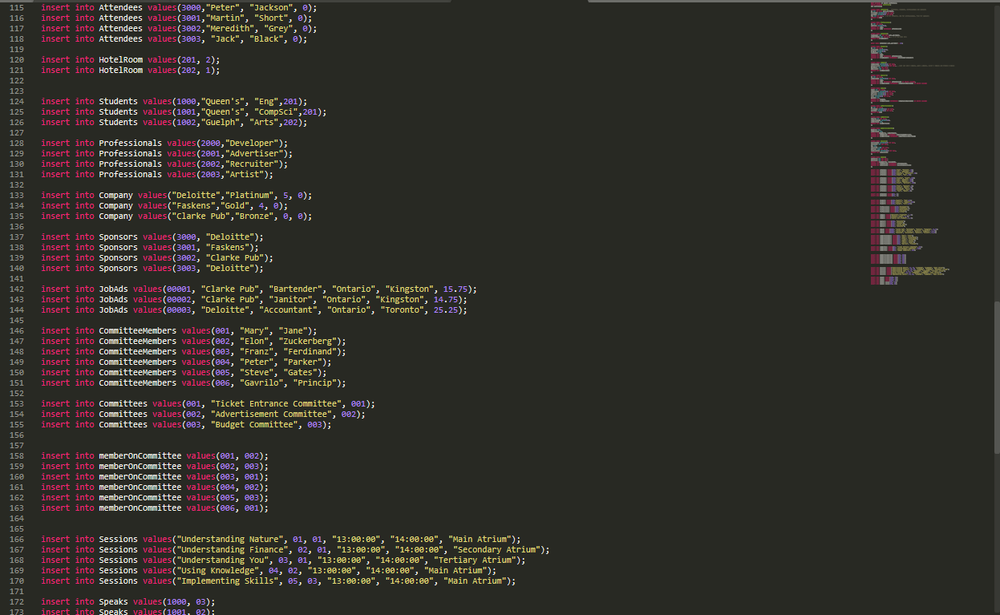 115 insert into Attendees values(3000,"Peter", "Jackson", 0);
116 insert into Attendees values(3001,"Martin", "Short", 0);
117 insert into Attendees values(3002,"Meredith", "Grey", 0);
118 insert into Attendees values(3003, "Jack", "Black", 0);
119
120 insert into HotelRoom values(201, 2);
121 insert into HotelRoom values(202, 1);
122
123
124 insert into Students values(1000,"Queen's", "Eng",201);
125 insert into Students values(1001,"Queen's", "CompSci",201);
126 insert into Students values(1002,"Guelph", "Arts",202);
127
128 insert into Professionals values(2000,"Developer");
129 insert into Professionals values(2001,"Advertiser");
130 insert into Professionals values(2002,"Recruiter");
131 insert into Professionals values(2003,"Artist");
132
133 insert into Company values("Deloitte","Platinum", 5, 0);
134 insert into Company values("Faskens","Gold", 4, 0);
135 insert into Company values("Clarke Pub","Bronze", 0, 0);
136
137 insert into Sponsors values(3000, "Deloitte");
138 insert into Sponsors values(3001, "Faskens");
139 insert into Sponsors values(3002, "Clarke Pub");
140 insert into Sponsors values(3003, "Deloitte");
141
142 insert into JobAds values(00001, "Clarke Pub", "Bartender", "Ontario", "Kingston", 15.75);
143 insert into JobAds values(00002, "Clarke Pub", "Janitor", "Ontario", "Kingston", 14.75);
144 insert into JobAds values(00003, "Deloitte", "Accountant", "Ontario", "Toronto", 25.25);
145
146 insert into CommitteeMembers values(001, "Mary", "Jane");
147 insert into CommitteeMembers values(002, "Elon", "Zuckerberg");
148 insert into CommitteeMembers values(003, "Franz", "Ferdinand");
149 insert into CommitteeMembers values(004, "Peter", "Parker");
150 insert into CommitteeMembers values(005, "Steve", "Gates");
151 insert into CommitteeMembers values(006, "Gavrilo", "Princip");
152
153 insert into Committees values(001, "Ticket Entrance Committee", 001);
154 insert into Committees values(002, "Advertisement Committee", 002);
155 insert into Committees values(003, "Budget Committee", 003);
156
157
158 insert into memberOnCommittee values(001, 002);
159 insert into memberOnCommittee values(002, 003);
160 insert into memberOnCommittee values(003, 001);
161 insert into memberOnCommittee values(004, 002);
162 insert into memberOnCommittee values(005, 003);
163 insert into memberOnCommittee values(006, 001);
164
165
166 insert into Sessions values("Understanding Nature", 01, 01, "13:00:00", "14:00:00", "Main Atrium");
167 insert into Sessions values("Understanding Finance", 02, 01, "13:00:00", "14:00:00", "Secondary Atrium");
168 insert into Sessions values("Understanding You", 03, 01, "13:00:00", "14:00:00", "Tertiary Atrium");
169 insert into Sessions values("Using Knowledge", 04, 02, "13:00:00", "14:00:00", "Main Atrium");
170 insert into Sessions values("Implementing Skills", 05, 03, "13:00:00", "14:00:00", "Main Atrium");
171
172 insert into Speaks values(1000, 03);
173 insert into Speaks values(1001, 02);